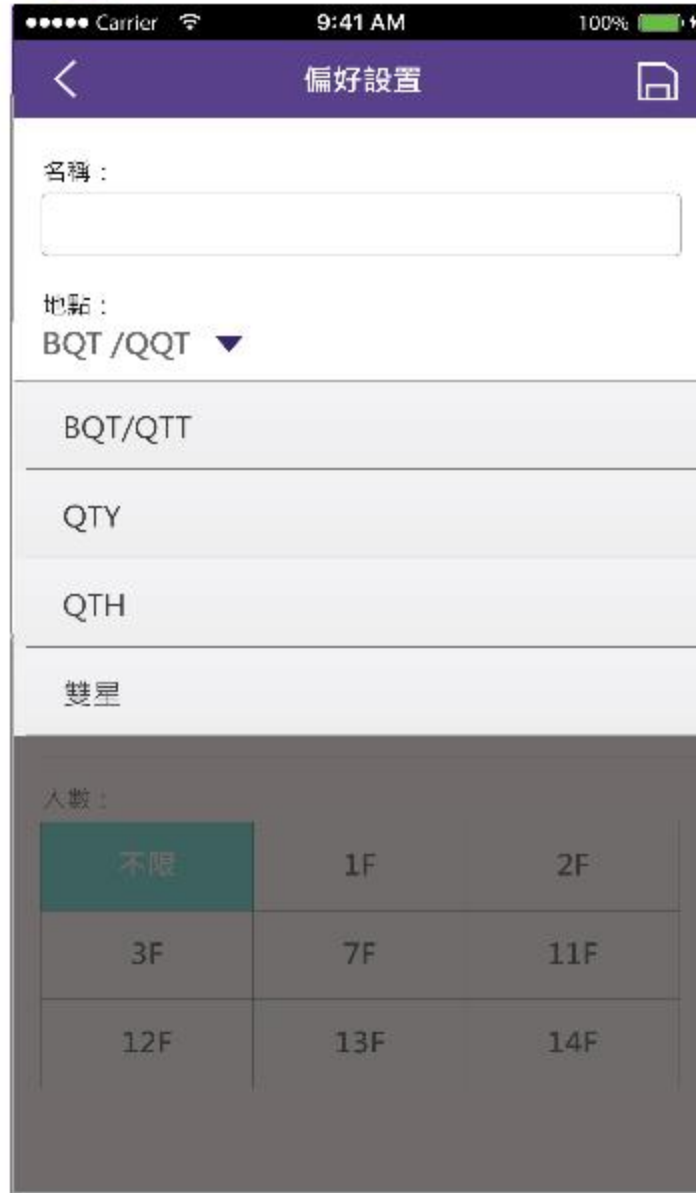 Carrier 9:41 AM 100%
偏好設置
名稱：
地點：
BQT /QQT
BQT/QTT
QTY
QTH
雙星
人數：
不限 1F 2F
3F 7F 11F
12F 13F 14F